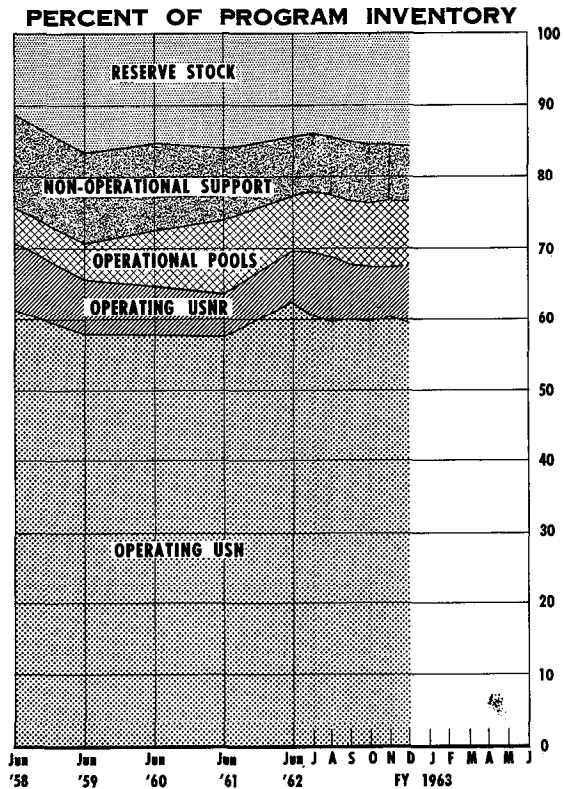 PERCENT OF PROGRAM INVENTORY
100
RESERVE STOCK
90
80
NON-OPERATIONAL SUPPORT
70
OPERATIONAL POOLS
OPERATING USNR
60
50
40
30
OPERATING USN
20
10
0
Jun Jun Jun Jun Jun J A S O N D J F M A M J
'58 '59 '60 '61 '62 FY 1963